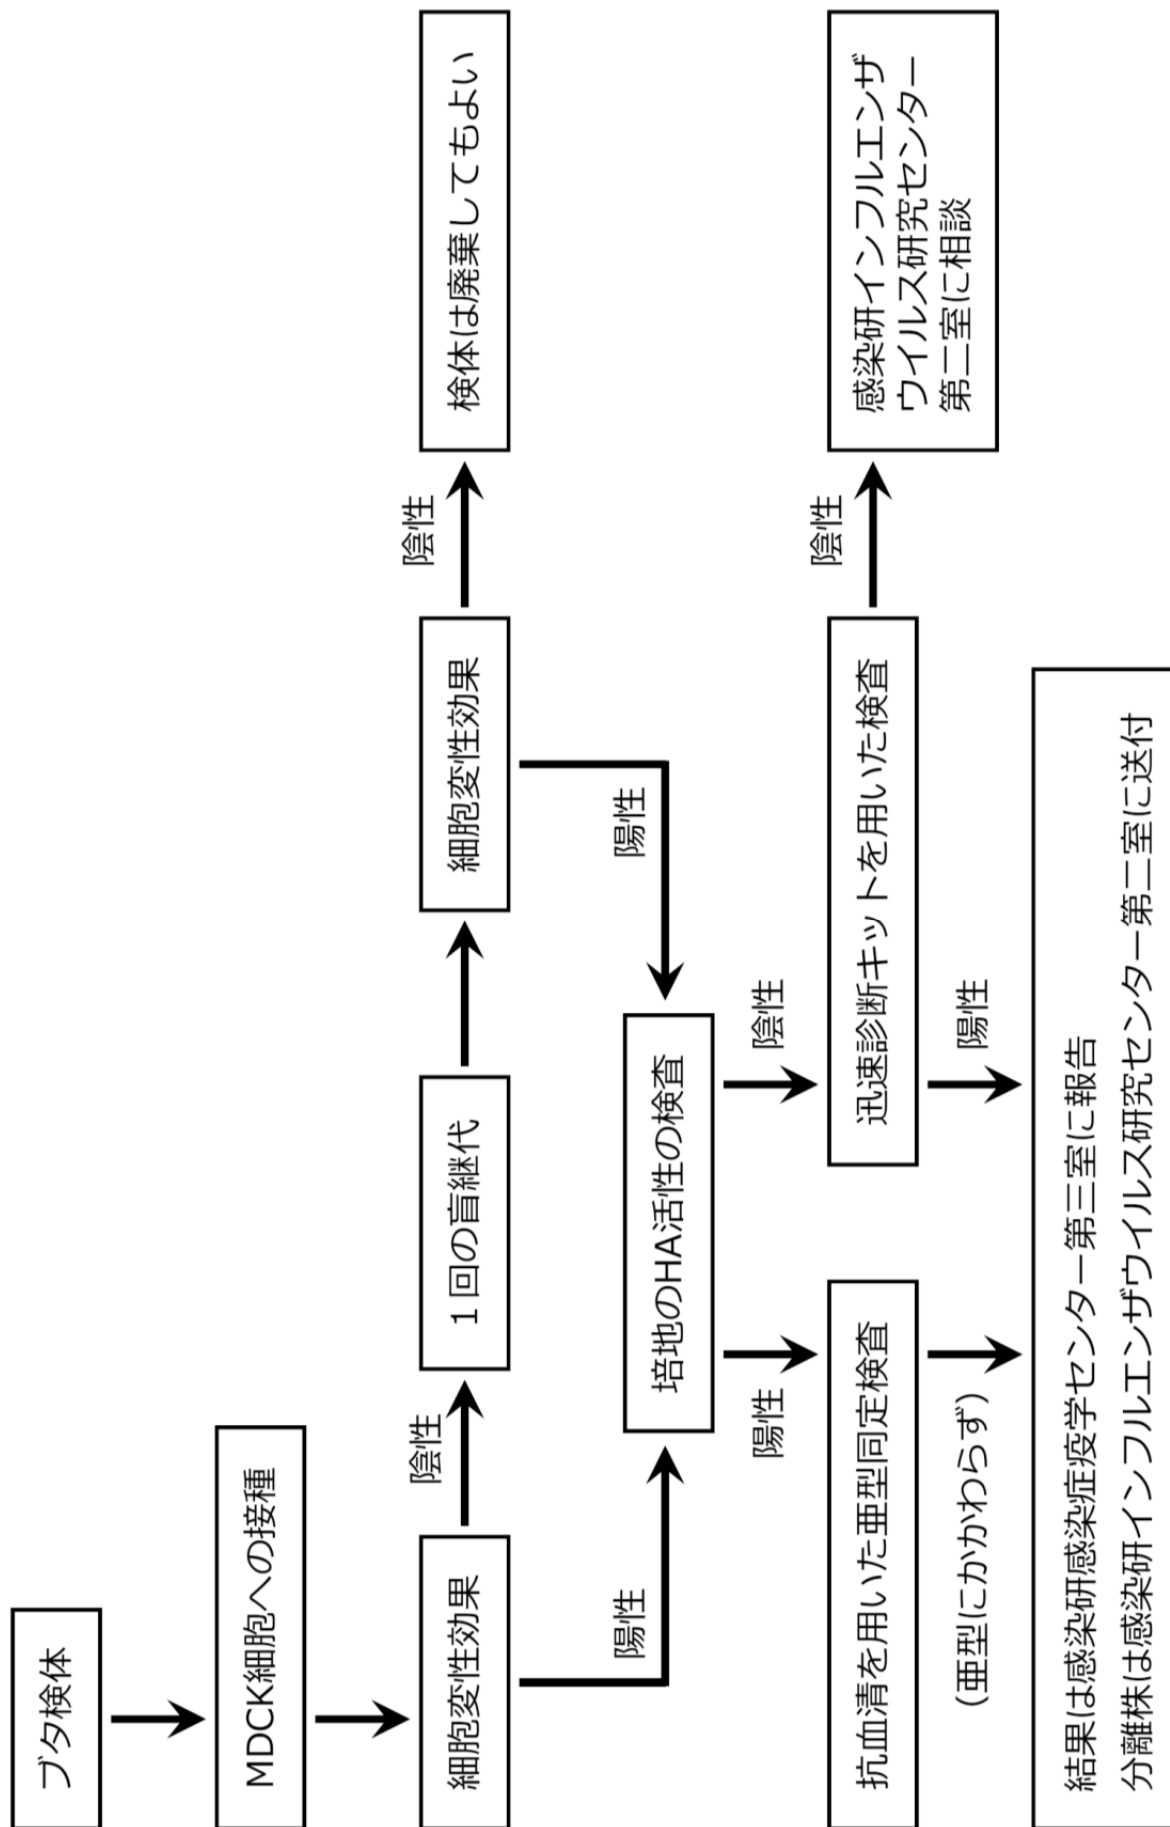 ブタ検体
MDCK細胞への接種
細胞変性効果
陰性
1回の盲継代
細胞変性効果
陰性
検体は廃棄してもよい
陽性
陽性
培地のHA活性の検査
陽性
陰性
抗血清を用いた亜型同定検査
迅速診断キットを用いた検査
陰性
感染研インフルエンザ
ウイルス研究センター
第二室に相談
(亜型にかかわらず)
陽性
結果は感染研感染症疫学センター第三室に報告
分離株は感染研インフルエンザウイルス研究センター第二室に送付